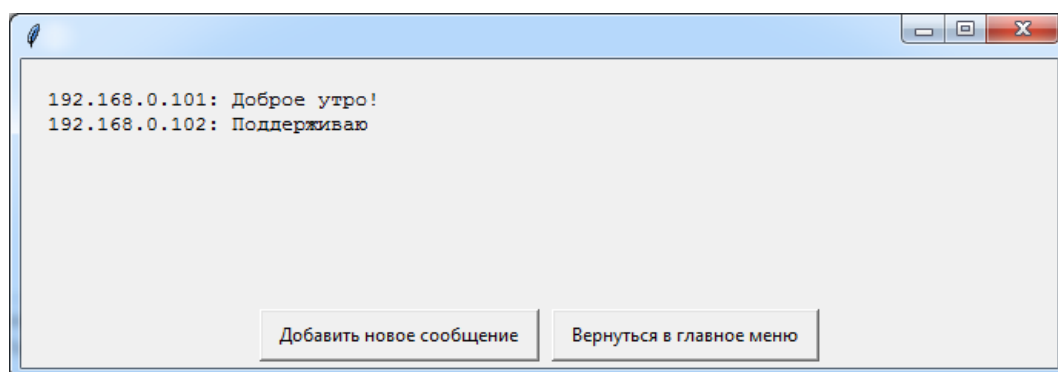 192.168.0.101: Доброе утро!
192.168.0.102: Поддерживаю
Добавить новое сообщение
Вернуться в главное меню